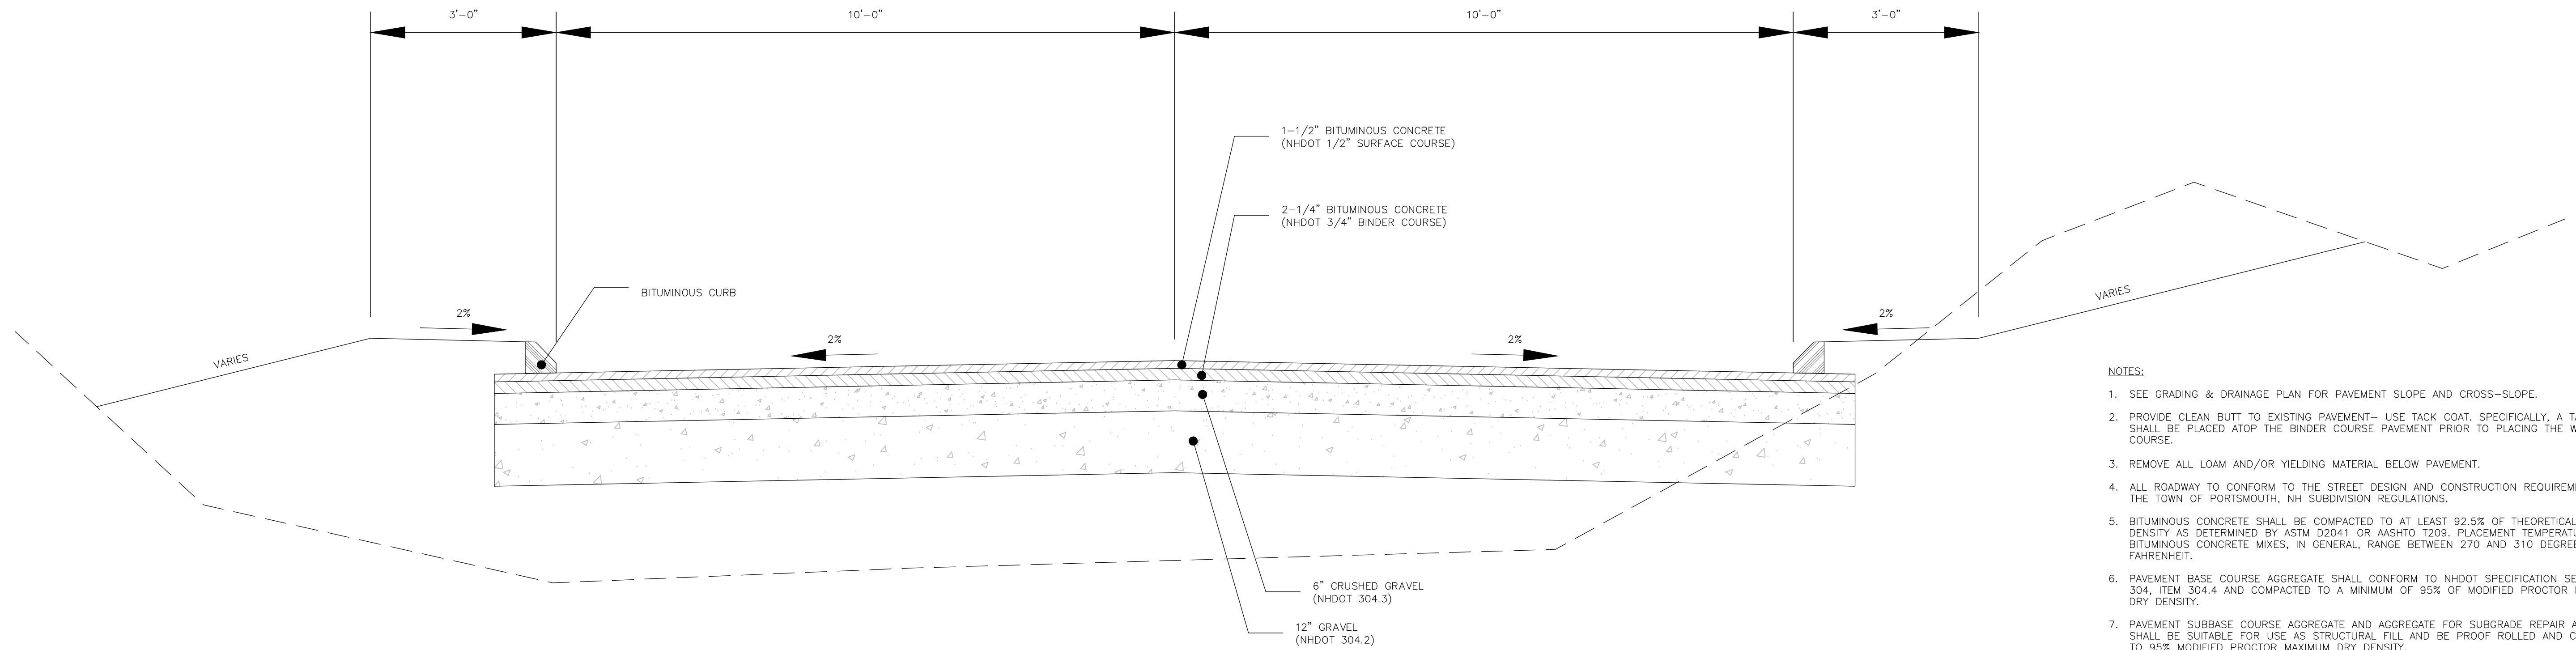 3'-0"
10'-0"
10'-0"
3'-0"
1-1/2" BITUMINOUS CONCRETE
(NHDOT 1/2" SURFACE COURSE)
2-1/4" BITUMINOUS CONCRETE
(NHDOT 3/4" BINDER COURSE)
BITUMINOUS CURB
2%
2%
2%
2%
VARIES
VARIES
6" CRUSHED GRAVEL
(NHDOT 304.3)
12" GRAVEL
(NHDOT 304.2)
NOTES:
1. SEE GRADING & DRAINAGE PLAN FOR PAVEMENT SLOPE AND CROSS-SLOPE.
2. PROVIDE CLEAN BUTT TO EXISTING PAVEMENT- USE TACK COAT. SPECIFICALLY, A
SHALL BE PLACED ATOP THE BINDER COURSE PAVEMENT PRIOR TO PLACING THE
COURSE.
3. REMOVE ALL LOAM AND/OR YIELDING MATERIAL BELOW PAVEMENT.
4. ALL ROADWAY TO CONFORM TO THE STREET DESIGN AND CONSTRUCTION
THE TOWN OF PORTSMOUTH, NH SUBDIVISION REGULATIONS.
5. BITUMINOUS CONCRETE SHALL BE COMPACTED TO AT LEAST 92.5% OF THEORETICAL
DENSITY AS DETERMINED BY ASTM D2041 OR AASHTO T209. PLACEMENT
BITUMINOUS CONCRETE MIXES, IN GENERAL, RANGE BETWEEN 270 AND 310
FAHRENHEIT.
6. PAVEMENT BASE COURSE AGGREGATE SHALL CONFORM TO NHDOT SPECIFICATION
304, ITEM 304.4 AND COMPACTED TO A MINIMUM OF 95% OF MODIFIED PROCTOR
DRY DENSITY.
7. PAVEMENT SUBBASE COURSE AGGREGATE AND AGGREGATE FOR SUBGRADE REPAIR
SHALL BE SUITABLE FOR USE AS STRUCTURAL FILL AND BE PROOF ROLLED AND
TO 95% MODIFIED PROCTOR MAXIMUM DRY DENSITY.